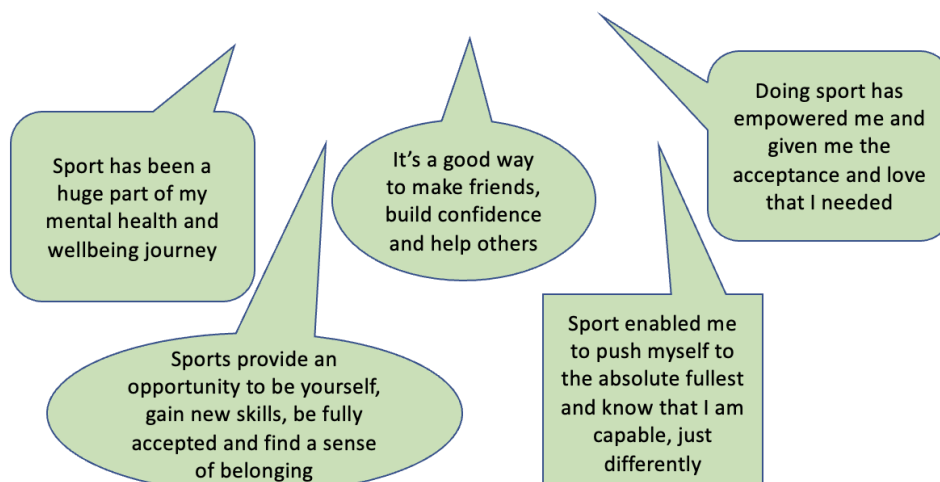 Sport has been a
huge part of my
mental health and
wellbeing journey
It's a good way
to make friends,
build confidence
and help others
Doing sport has
empowered me and
given me the
acceptance and love
that I needed
Sports provide an
opportunity to be yourself,
gain new skills, be fully
accepted and find a sense
of belonging
Sport enabled me
to push myself to
the absolute fullest
and know that I am
capable, just
differently